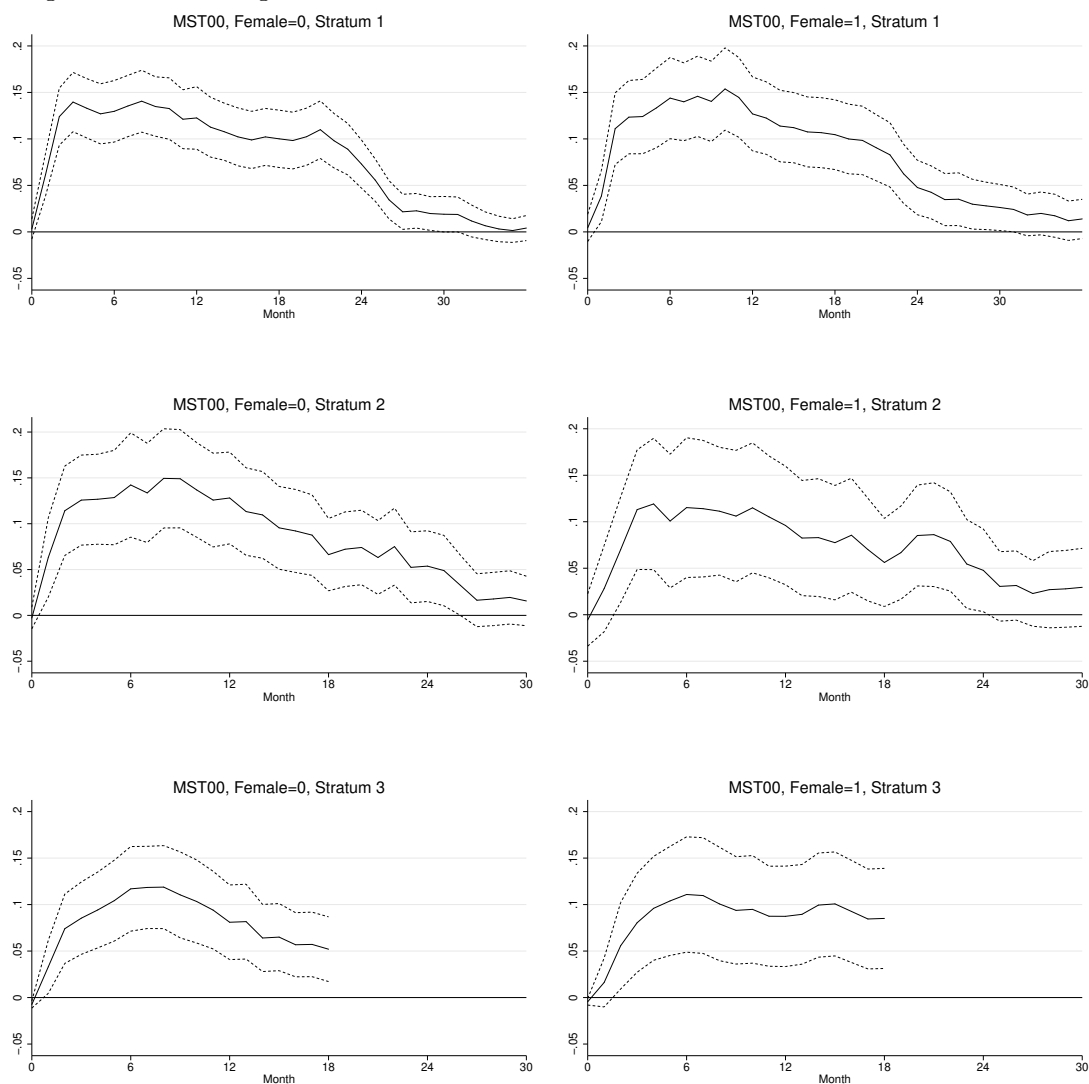 MST00, Female=0, Stratum 1
.2
.15
.1
.05
0
-.05
0 6 12 18 24 30
Month
MST00, Female=1, Stratum 1
.2
.15
.1
.05
0
-.05
0 6 12 18 24 30
Month
MST00, Female=0, Stratum 2
.2
.15
.1
.05
0
-.05
0 6 12 18 24 30
Month
MST00, Female=1, Stratum 2
.2
.15
.1
.05
0
-.05
0 6 12 18 24 30
Month
MST00, Female=0, Stratum 3
.2
.15
.1
.05
0
-.05
0 6 12 18 24 30
Month
MST00, Female=1, Stratum 3
.2
.15
.1
.05
0
-.05
0 6 12 18 24 30
Month